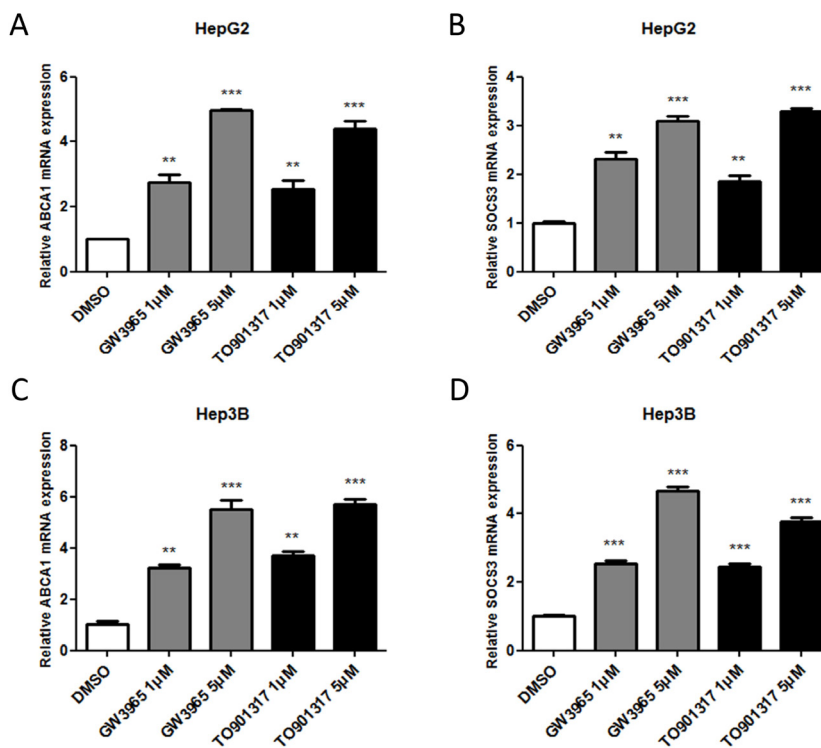 A
HepG2
Relative ABCA1 mRNA expression
6
4
2
0
** *** ** ***
DMSO
GW3965 1μM
GW3965 5μM
TO901317 1μM
TO901317 5μM
B
HepG2
Relative SOCS3 mRNA expression
4
3
2
1
0
** *** ** ***
DMSO
GW3965 1μM
GW3965 5μM
TO901317 1μM
TO901317 5μM
C
Hep3B
Relative ABCA1 mRNA expression
8
6
4
2
0
** *** ** ***
DMSO
GW3965 1μM
GW3965 5μM
TO901317 1μM
TO901317 5μM
D
Hep3B
Relative SOCS3 mRNA expression
6
4
2
0
*** *** *** ***
DMSO
GW3965 1μM
GW3965 5μM
TO901317 1μM
TO901317 5μM